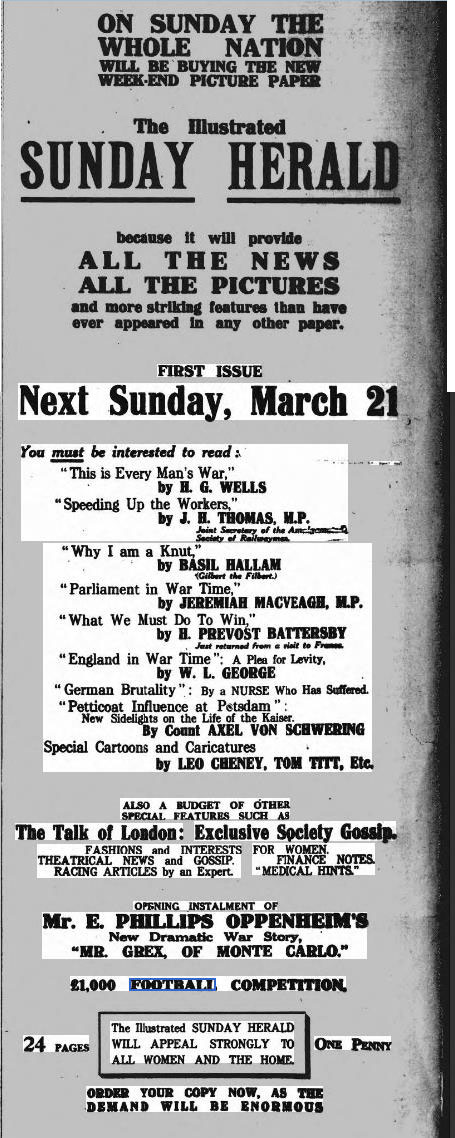 ON SUNDAY THE
WHOLE NATION
WILL BE BUYING THE NEW
WEEK-END PICTURE PAPER
The Illustrated
SUNDAY HERALD
because it will provide
ALL THE NEWS
ALL THE PICTURES
and more striking features than have
ever appeared in any other paper.
FIRST ISSUE
Next Sunday, March 21
You must be interested to read:
"This is Every Man's War,"
by H. G. WELLS
"Speeding Up the Workers,"
by J. H. THOMAS, M.P.
Joint Secretary of the
Society of Railwaymen.
"Why I am a Knut,"
by BASIL HALLAM
(Gilbert the Filbert.)
"Parliament in War Time,"
by JEREMIAH MACVEAGH, M.P.
"What We Must Do To Win,"
by H. PREVOST BATTERSBY
Just returned from a visit to France.
"England in War Time": A Plea for Levity,
by W. L. GEORGE
"German Brutality": By a NURSE Who Has Suffered.
"Petticoat Influence at Potsdam":
New Sidelights on the Life of the Kaiser.
By Count AXEL VON SCHWERING
Special Cartoons and Caricatures
by LEO CHENEY, TOM TITT, Etc.
ALSO A BUDGET OF OTHER
SPECIAL FEATURES SUCH AS
The Talk of London: Exclusive Society Gossip.
FASHIONS and INTERESTS FOR WOMEN.
THEATRICAL NEWS and GOSSIP. FINANCE NOTES.
RACING ARTICLES by an Expert. "MEDICAL HINTS."
OPENING INSTALMENT OF
Mr. E. PHILLIPS OPPENHEIM'S
New Dramatic War Story,
"MR. GREX, OF MONTE CARLO."
£1,000 FOOTBALL COMPETITION.
24 PAGES
The Illustrated SUNDAY HERALD
WILL APPEAL STRONGLY TO
ALL WOMEN AND THE HOME.
ONE PENNY
ORDER YOUR COPY NOW, AS THE
DEMAND WILL BE ENORMOUS